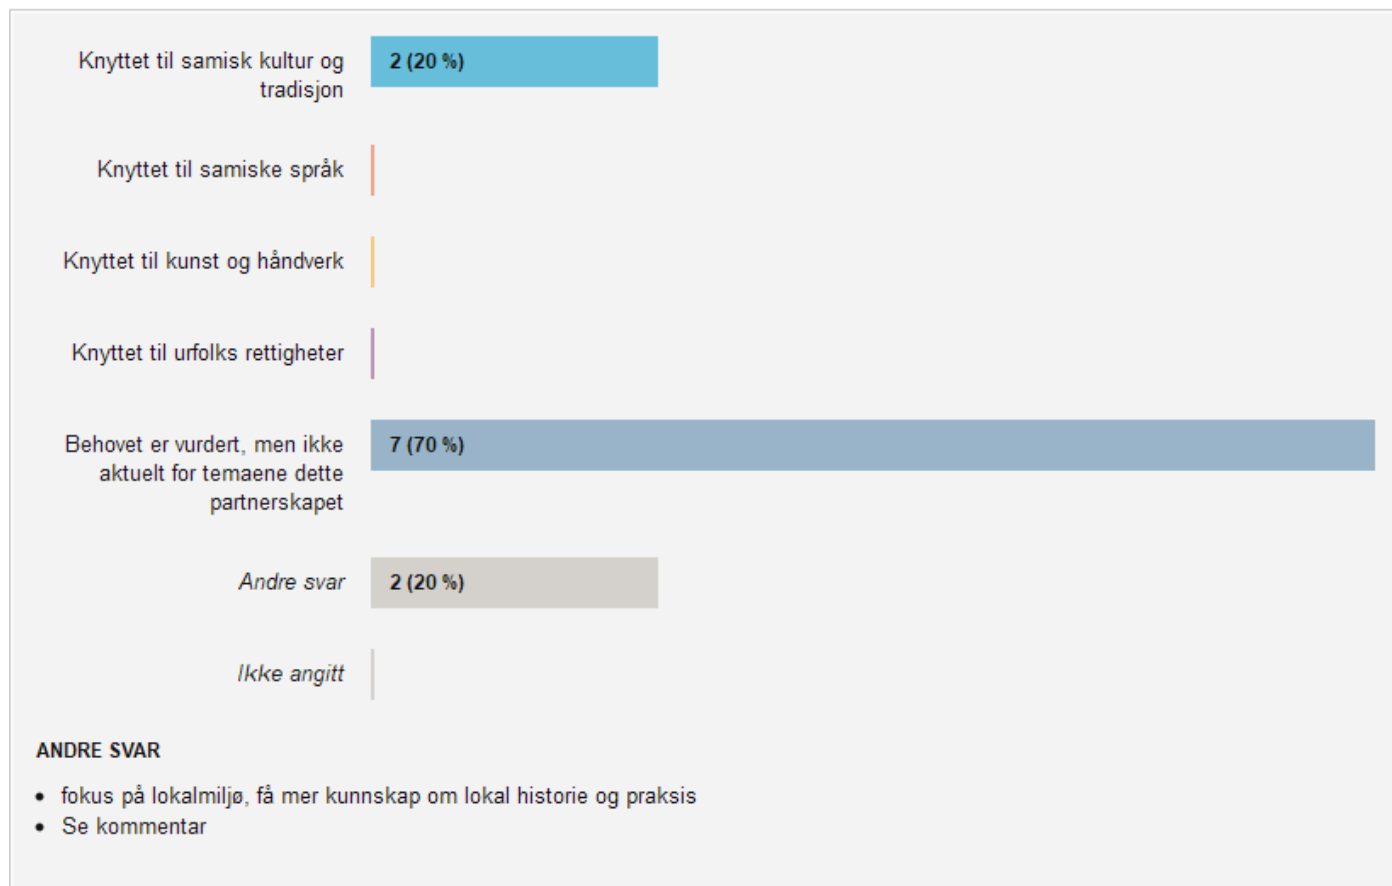 Knyttet til samisk kultur og
tradisjon
2 (20 %)
Knyttet til samiske språk
Knyttet til kunst og håndverk
Knyttet til urfolks rettigheter
Behovet er vurdert, men ikke
aktuelt for temaene dette
partnerskapet
7 (70 %)
Andre svar
2 (20 %)
Ikke angitt
ANDRE SVAR
• fokus på lokalmiljø, få mer kunnskap om lokal historie og praksis
• Se kommentar